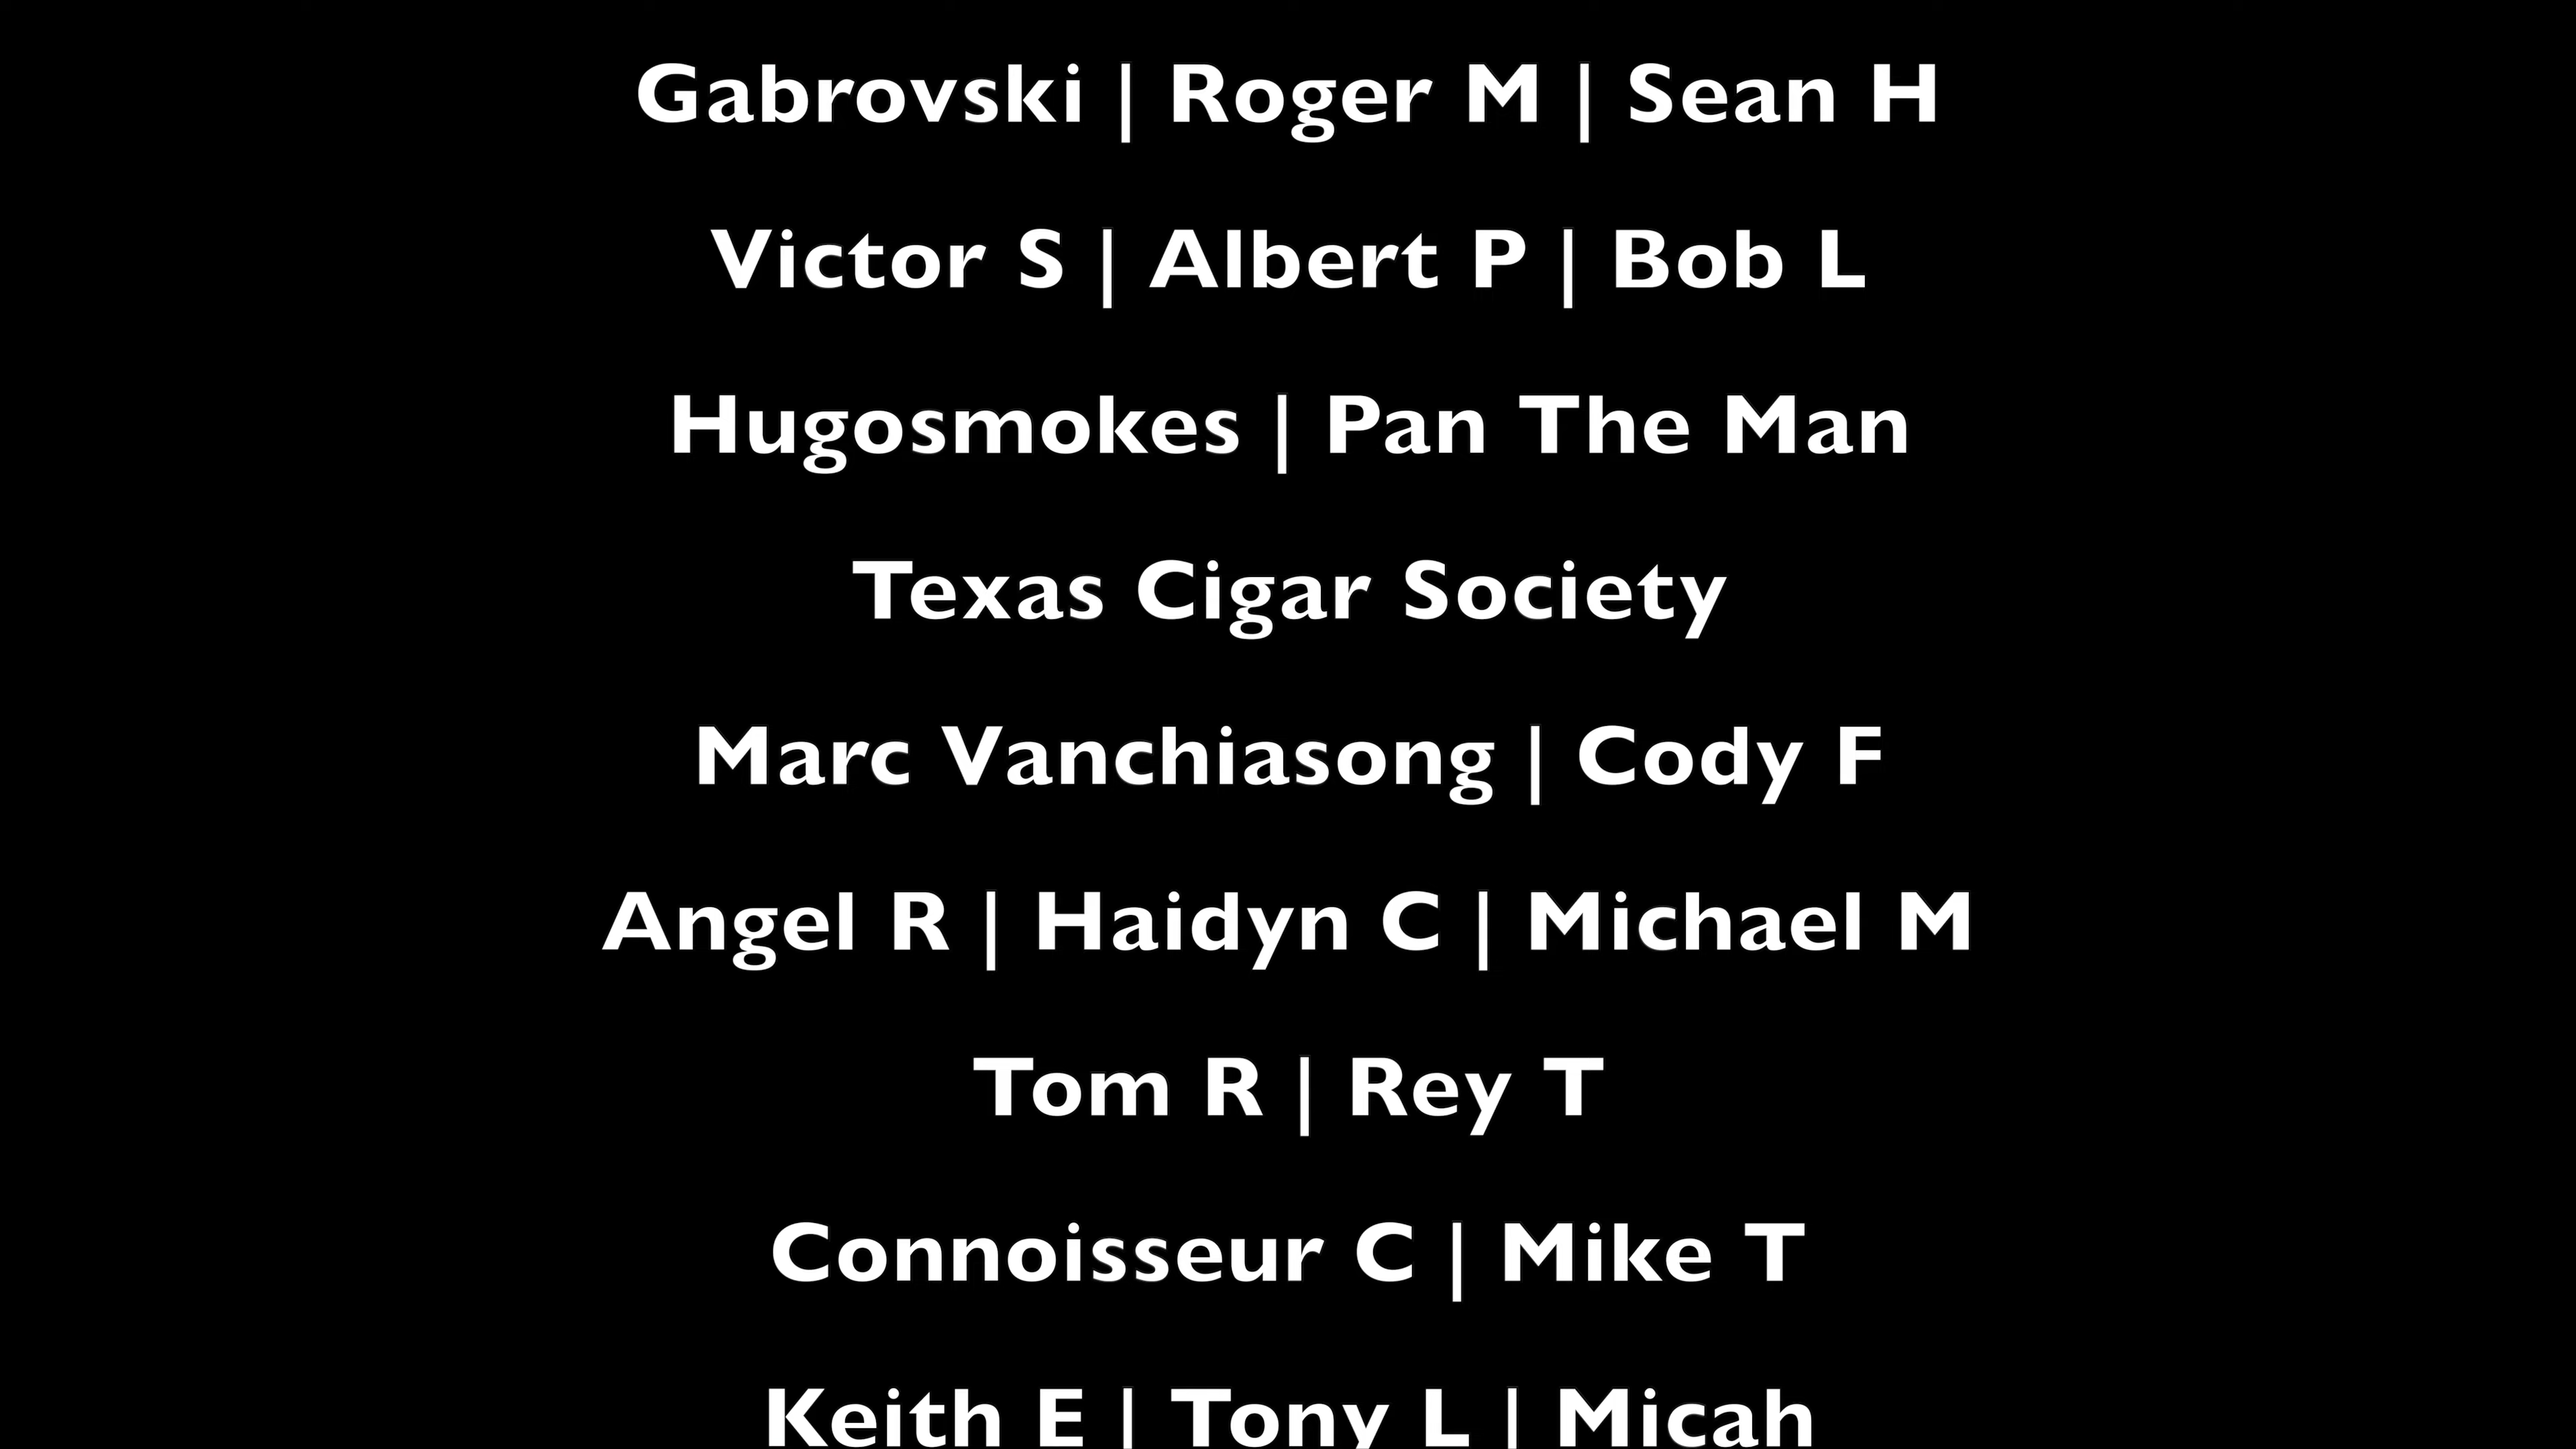 Gabrovski | Roger M | Sean H
Victor S | Albert P | Bob L
Hugosmokes | Pan The Man
Texas Cigar Society
Marc Vanchiasong | Cody F
Angel R | Haidyn C | Michael M
Tom R | Rey T
Connoisseur C | Mike T
Keith E | Tony L | Micah